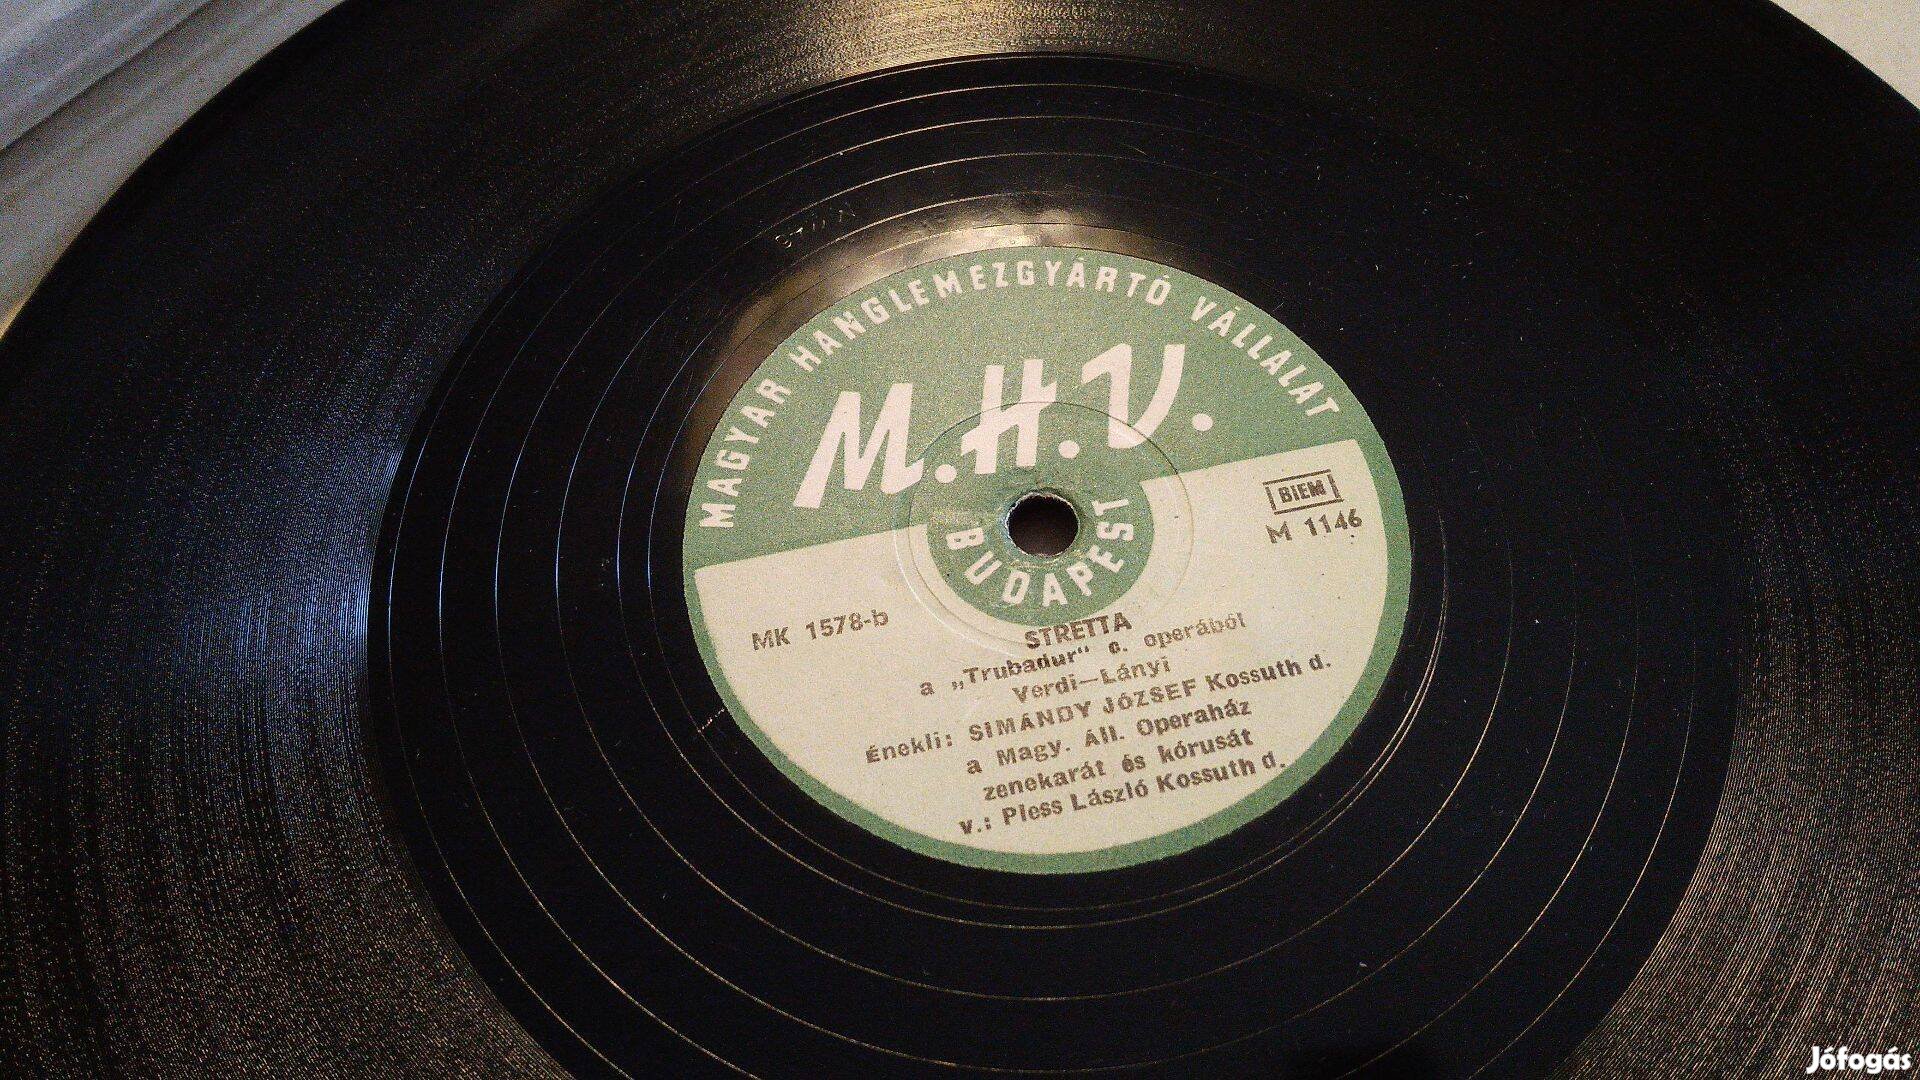 MAGYAR HANGLEMEZGYÁRTÓ VÁLLALAT
M.H.V.
BUDAPEST
BIEM
M 1146
MK 1578-b
STRETTA
a „Trubadur" c. operából
Verdi—Lányi
Énekli: SIMÁNDY JÓZSEF Kossuth d.
a Magy. Áll. Operaház
zenekarát és kórusát
v.: Pless László Kossuth d.
Jófogás